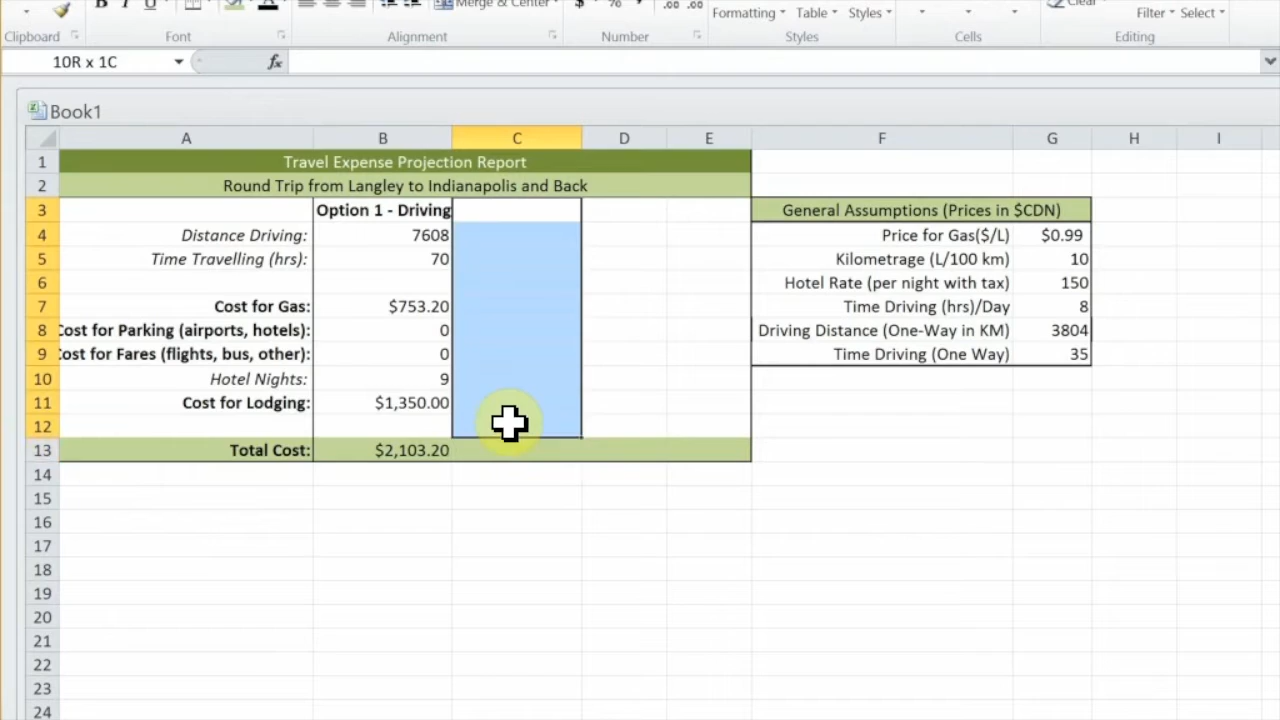 Merge & Center
Clear
Formatting Table Styles Filter Select
Clipboard Font Alignment Number Styles Cells Editing
10R x 1C fx
Book1
A B C D E F G H I
1 Travel Expense Projection Report
2 Round Trip from Langley to Indianapolis and Back
3 Option 1 - Driving General Assumptions (Prices in $CDN)
4 Distance Driving: 7608 Price for Gas($/L) $0.99
5 Time Travelling (hrs): 70 Kilometrage (L/100 km) 10
6 Hotel Rate (per night with tax) 150
7 Cost for Gas: $753.20 Time Driving (hrs)/Day 8
8 Cost for Parking (airports, hotels): 0 Driving Distance (One-Way in KM) 3804
9 Cost for Fares (flights, bus, other): 0 Time Driving (One Way) 35
10 Hotel Nights: 9
11 Cost for Lodging: $1,350.00
12
13 Total Cost: $2,103.20
14
15
16
17
18
19
20
21
22
23
24